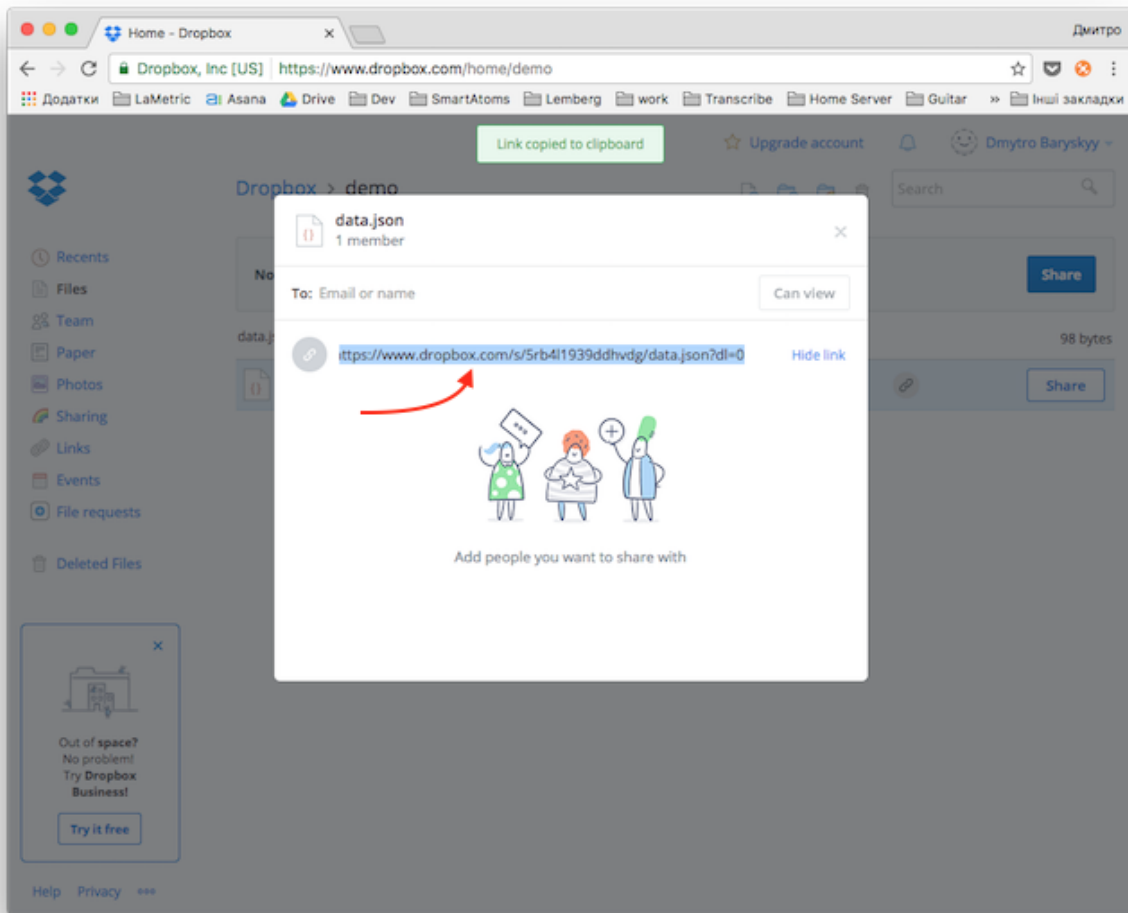 Home - Dropbox
Дмитро
Dropbox, Inc [US] https://www.dropbox.com/home/demo
Додатки LaMetric Asana Drive Dev SmartAtoms Lemberg work Transcribe Home Server Guitar » Інші закладки
Link copied to clipboard
Upgrade account
Dmytro Baryskyy
Dropbox > demo
Search
data.json
1 member
Recents
Files
Team
Paper
Photos
Sharing
Links
Events
File requests
Deleted Files
No
Share
To: Email or name
Can view
data.j
98 bytes
ttps://www.dropbox.com/s/5rb4l1939ddhvdg/data.json?dl=0
Hide link
Share
Add people you want to share with
Out of space?
No problem!
Try Dropbox
Business!
Try it free
Help Privacy